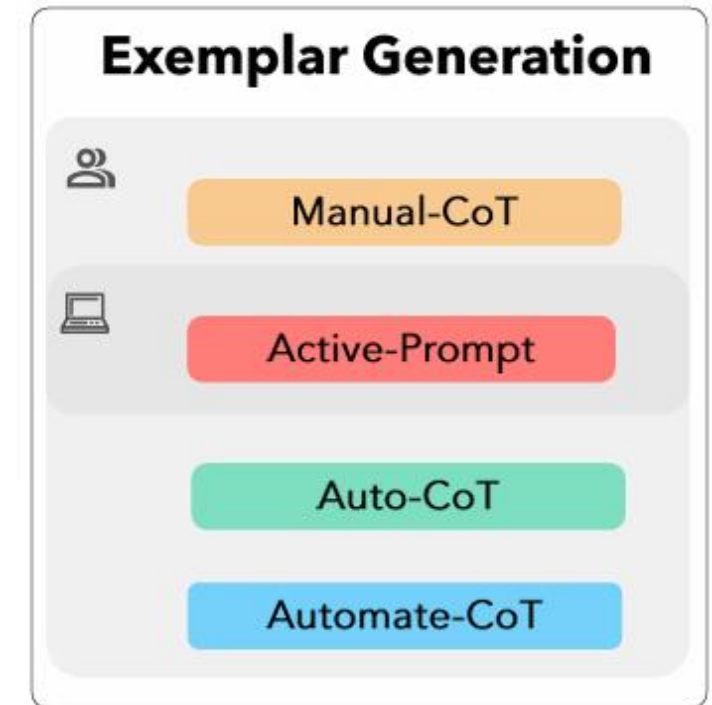 Exemplar Generation
Manual-CoT
Active-Prompt
Auto-CoT
Automate-CoT